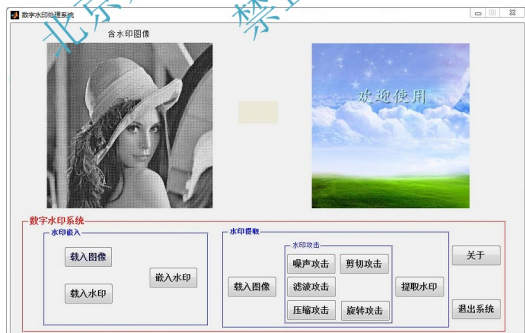 数字水印处理系统
含水印图像
欢迎使用
数字水印系统
水印嵌入
载入图像
载入水印
嵌入水印
水印提取
载入图像
水印攻击
噪声攻击 剪切攻击
滤波攻击
压缩攻击 旋转攻击
提取水印
关于
退出系统